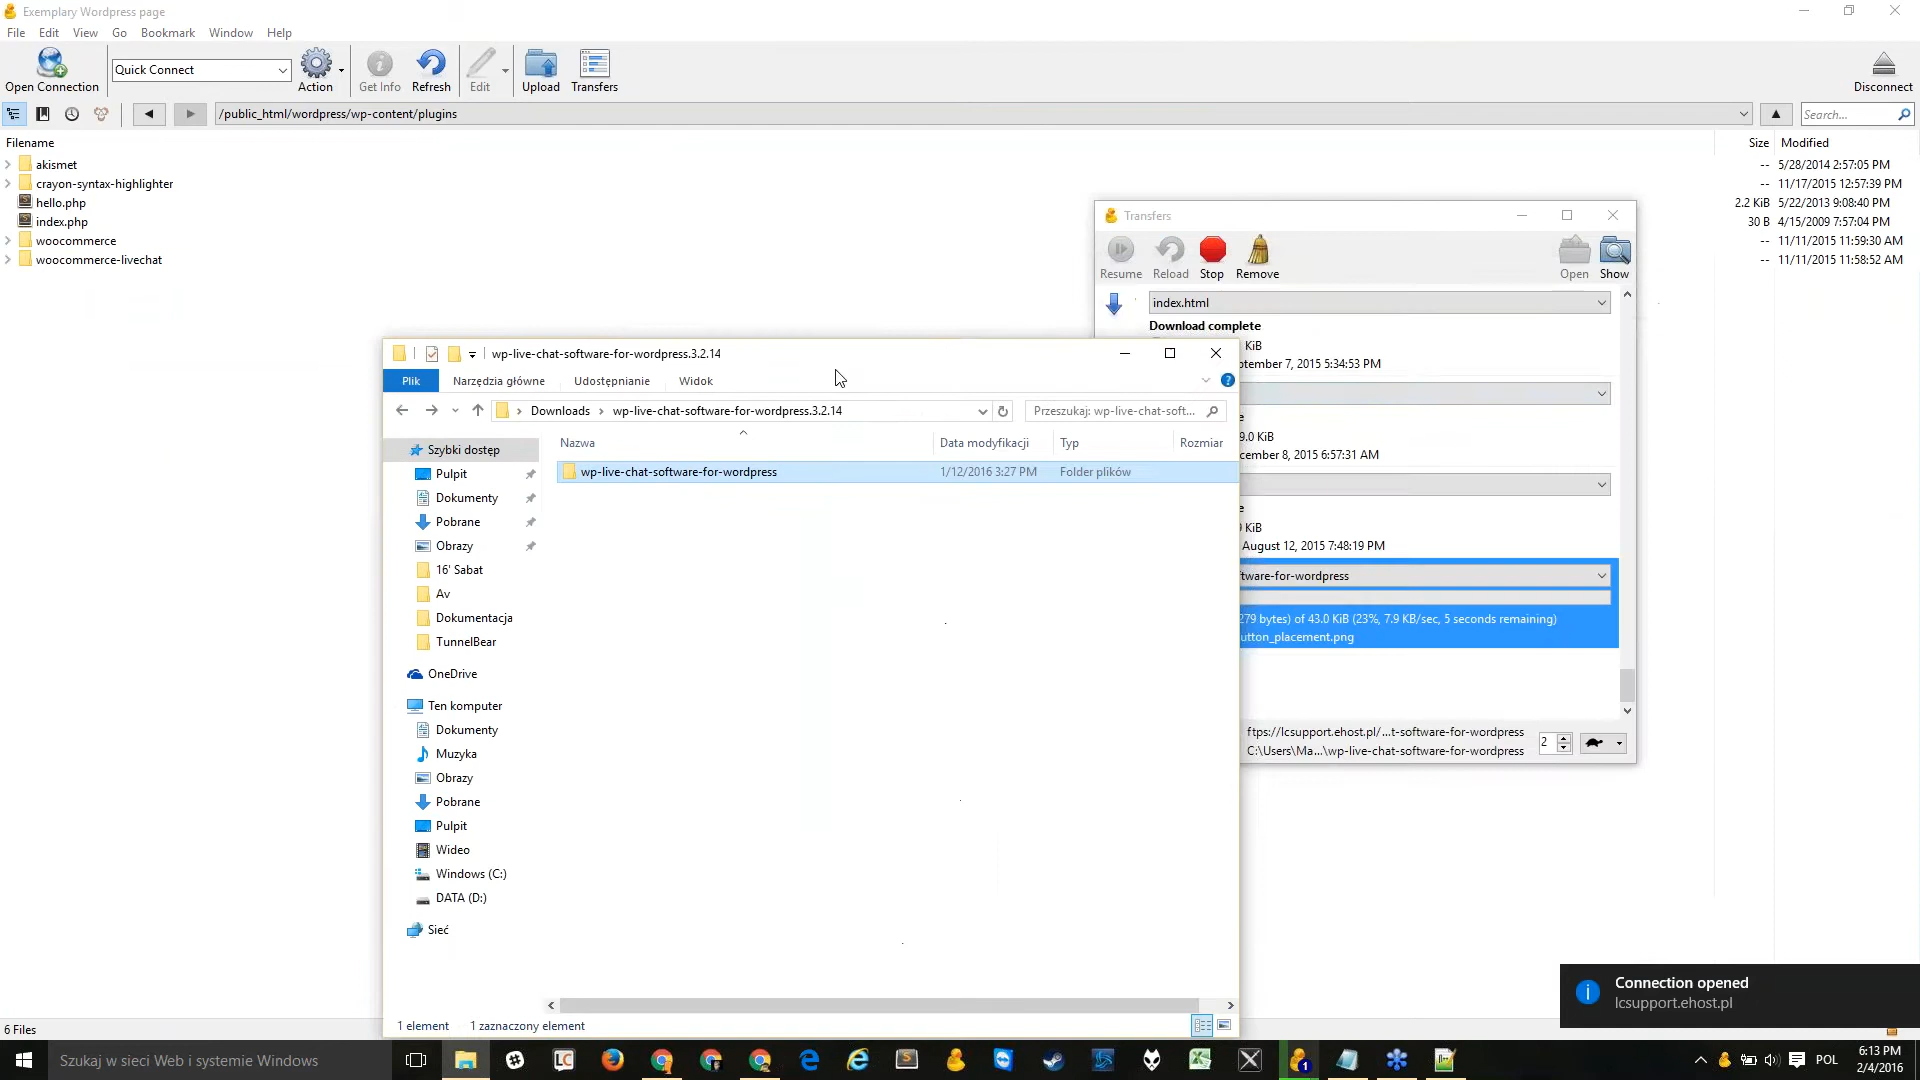 Exemplary Wordpress page
File Edit View Go Bookmark Window Help
Open Connection Quick Connect Action Get Info Refresh Edit Upload Transfers Disconnect
/public_html/wordpress/wp-content/plugins Search...
Filename Size Modified
akismet -- 5/28/2014 2:57:05 PM
crayon-syntax-highlighter -- 11/17/2015 12:57:39 PM
hello.php 2.2 KiB 5/22/2013 9:08:40 PM
index.php 30 B 4/15/2009 7:57:04 PM
woocommerce -- 11/11/2015 11:59:30 AM
woocommerce-livechat -- 11/11/2015 11:58:52 AM
Transfers
Resume Reload Stop Remove Open Show
index.html
Download complete
KiB
September 7, 2015 5:34:53 PM
9.0 KiB
cember 8, 2015 6:57:31 AM
KiB
August 12, 2015 7:48:19 PM
tware-for-wordpress
279 bytes) of 43.0 KiB (23%, 7.9 KB/sec, 5 seconds remaining)
utton_placement.png
ftps://lcsupport.ehost.pl/...t-software-for-wordpress
C:\Users\Ma...\wp-live-chat-software-for-wordpress
2
wp-live-chat-software-for-wordpress.3.2.14
Plik Narzędzia główne Udostępnianie Widok
Downloads wp-live-chat-software-for-wordpress.3.2.14 Przeszukaj: wp-live-chat-soft...
Nazwa Data modyfikacji Typ Rozmiar
wp-live-chat-software-for-wordpress 1/12/2016 3:27 PM Folder plików
Szybki dostęp
Pulpit
Dokumenty
Pobrane
Obrazy
16' Sabat
Av
Dokumentacja
TunnelBear
OneDrive
Ten komputer
Dokumenty
Muzyka
Obrazy
Pobrane
Pulpit
Wideo
Windows (C:)
DATA (D:)
Sieć
1 element 1 zaznaczony element
Connection opened
lcsupport.ehost.pl
6 Files
Szukaj w sieci Web i systemie Windows
POL
6:13 PM
2/4/2016